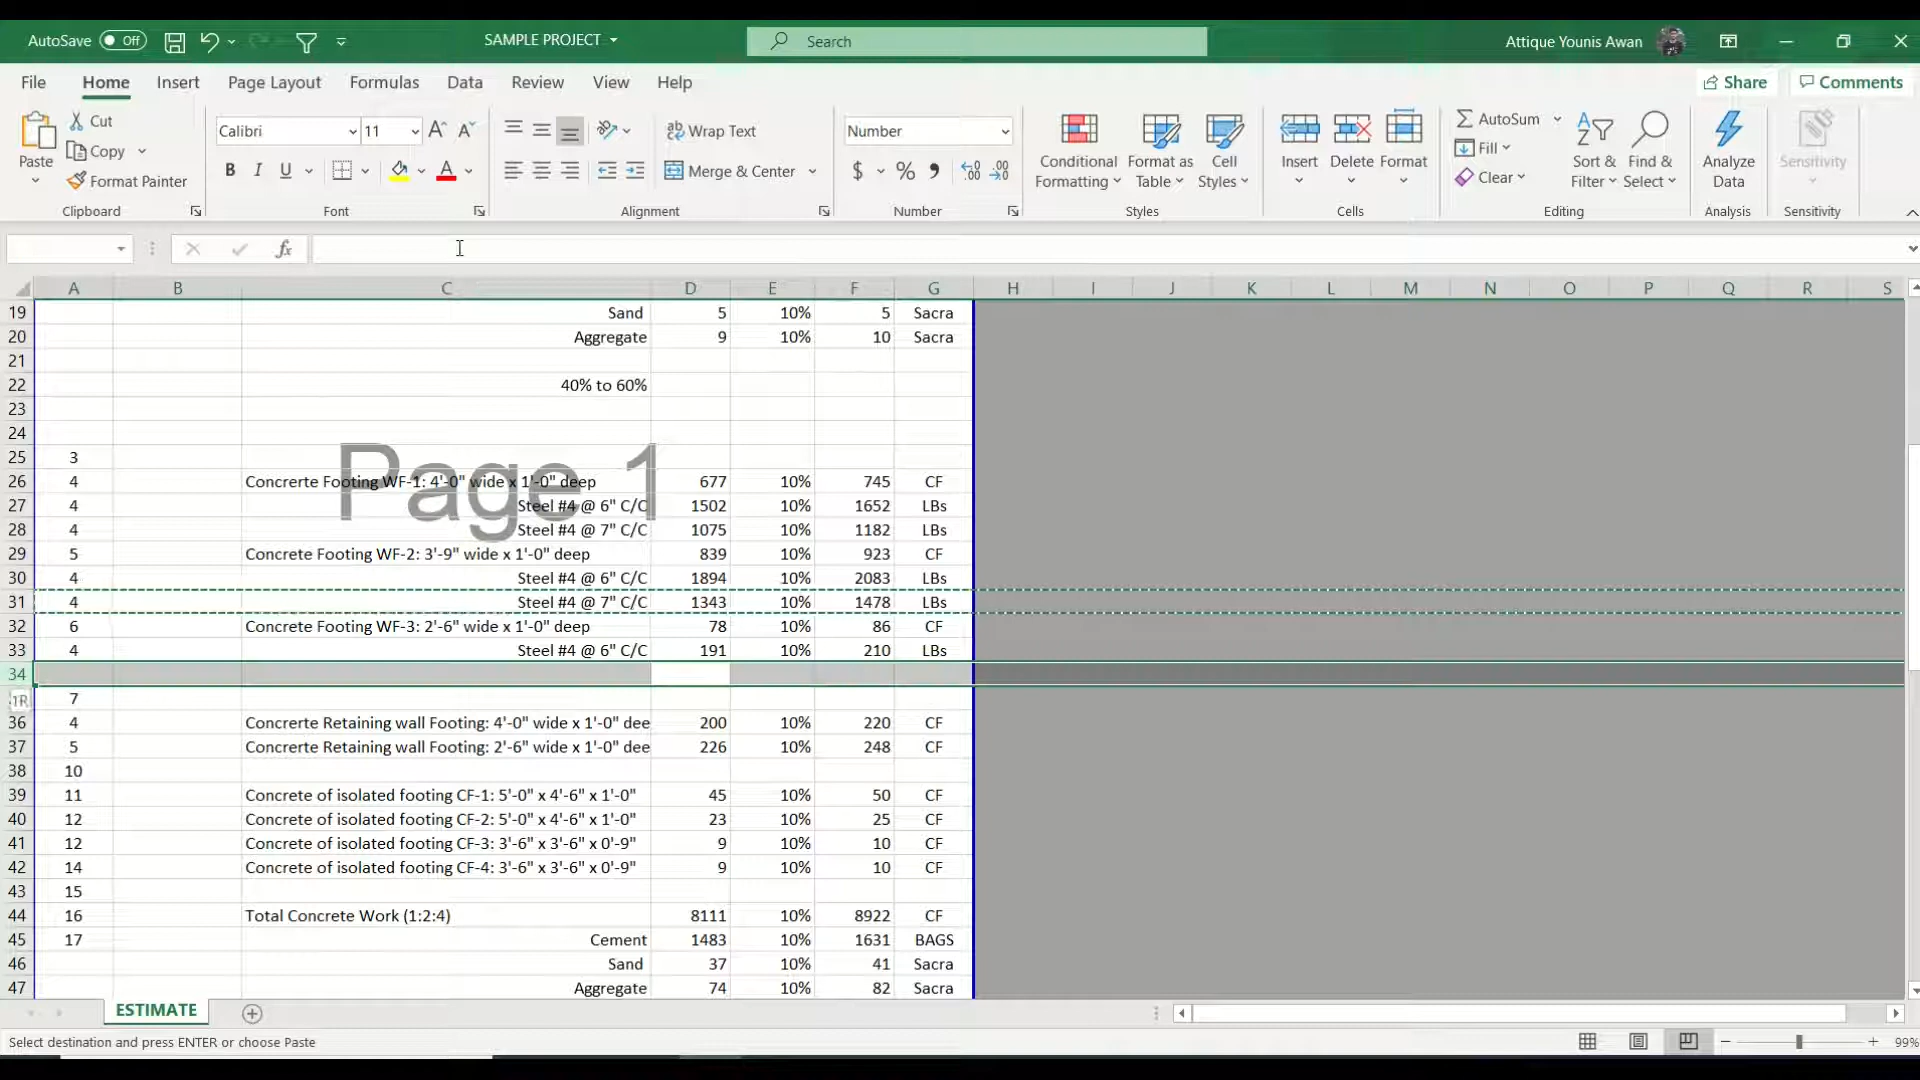 AutoSave Off SAMPLE PROJECT Search Attique Younis Awan
File Home Insert Page Layout Formulas Data Review View Help Share Comments
Paste Cut Copy Format Painter Clipboard
Calibri 11 B I U A Font
Wrap Text Merge & Center Alignment
Number $ % Number
Conditional Formatting Format as Table Cell Styles Styles
Insert Delete Format Cells
AutoSum Fill Clear Sort & Filter Find & Select Editing
Analyze Data Analysis
Sensitivity Sensitivity
fx
A B C D E F G H I J K L M N O P Q R S
19 Sand 5 10% 5 Sacra
20 Aggregate 9 10% 10 Sacra
21
22 40% to 60%
23
24
25 3
Page 1
26 4 Concrerte Footing WF-1: 4'-0" wide x 1'-0" deep 677 10% 745 CF
27 4 Steel #4 @ 6" C/C 1502 10% 1652 LBs
28 4 Steel #4 @ 7" C/C 1075 10% 1182 LBs
29 5 Concrete Footing WF-2: 3'-9" wide x 1'-0" deep 839 10% 923 CF
30 4 Steel #4 @ 6" C/C 1894 10% 2083 LBs
31 4 Steel #4 @ 7" C/C 1343 10% 1478 LBs
32 6 Concrete Footing WF-3: 2'-6" wide x 1'-0" deep 78 10% 86 CF
33 4 Steel #4 @ 6" C/C 191 10% 210 LBs
34
1R 7
36 4 Concrerte Retaining wall Footing: 4'-0" wide x 1'-0" dee 200 10% 220 CF
37 5 Concrerte Retaining wall Footing: 2'-6" wide x 1'-0" dee 226 10% 248 CF
38 10
39 11 Concrete of isolated footing CF-1: 5'-0" x 4'-6" x 1'-0" 45 10% 50 CF
40 12 Concrete of isolated footing CF-2: 5'-0" x 4'-6" x 1'-0" 23 10% 25 CF
41 12 Concrete of isolated footing CF-3: 3'-6" x 3'-6" x 0'-9" 9 10% 10 CF
42 14 Concrete of isolated footing CF-4: 3'-6" x 3'-6" x 0'-9" 9 10% 10 CF
43 15
44 16 Total Concrete Work (1:2:4) 8111 10% 8922 CF
45 17 Cement 1483 10% 1631 BAGS
46 Sand 37 10% 41 Sacra
47 Aggregate 74 10% 82 Sacra
ESTIMATE
Select destination and press ENTER or choose Paste 99%